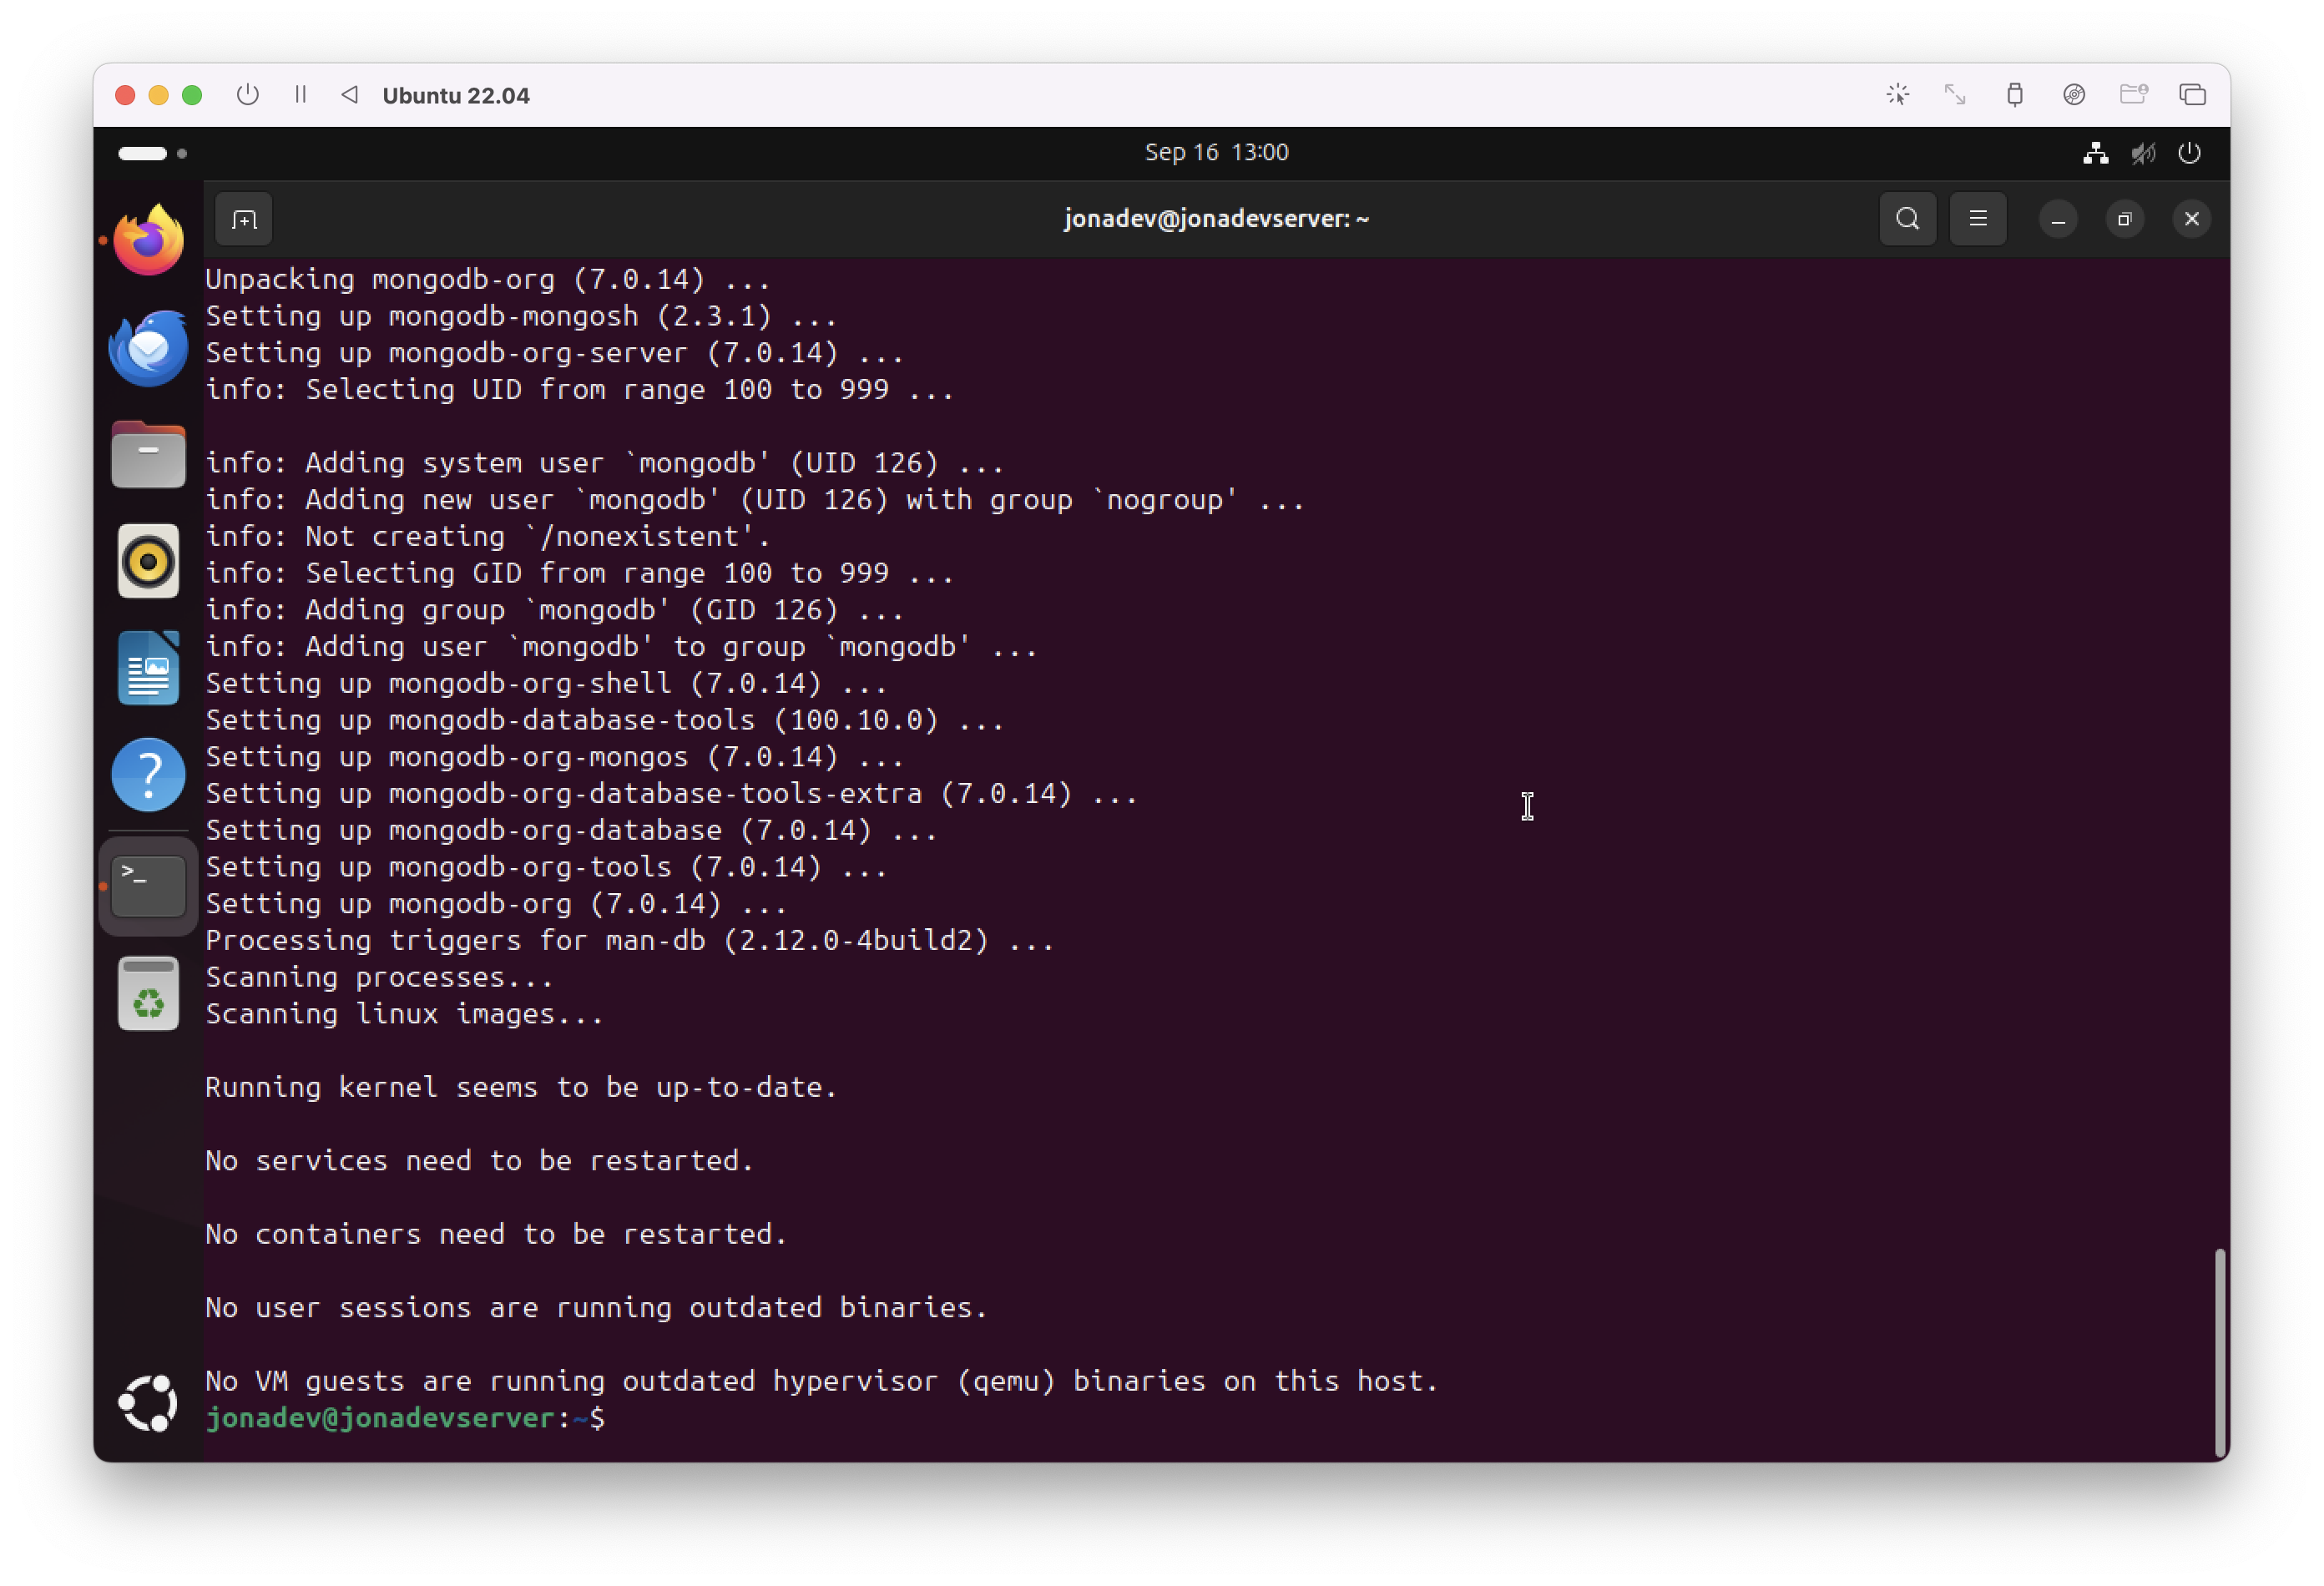 Ubuntu 22.04
Sep 16 13:00
jonadev@jonadevserver: ~
Unpacking mongodb-org (7.0.14) ...
Setting up mongodb-mongosh (2.3.1) ...
Setting up mongodb-org-server (7.0.14) ...
info: Selecting UID from range 100 to 999 ...
info: Adding system user `mongodb' (UID 126) ...
info: Adding new user `mongodb' (UID 126) with group `nogroup' ...
info: Not creating `/nonexistent'.
info: Selecting GID from range 100 to 999 ...
info: Adding group `mongodb' (GID 126) ...
info: Adding user `mongodb' to group `mongodb' ...
Setting up mongodb-org-shell (7.0.14) ...
Setting up mongodb-database-tools (100.10.0) ...
Setting up mongodb-org-mongos (7.0.14) ...
Setting up mongodb-org-database-tools-extra (7.0.14) ...
Setting up mongodb-org-database (7.0.14) ...
Setting up mongodb-org-tools (7.0.14) ...
Setting up mongodb-org (7.0.14) ...
Processing triggers for man-db (2.12.0-4build2) ...
Scanning processes...
Scanning linux images...
Running kernel seems to be up-to-date.
No services need to be restarted.
No containers need to be restarted.
No user sessions are running outdated binaries.
No VM guests are running outdated hypervisor (qemu) binaries on this host.
jonadev@jonadevserver:~$